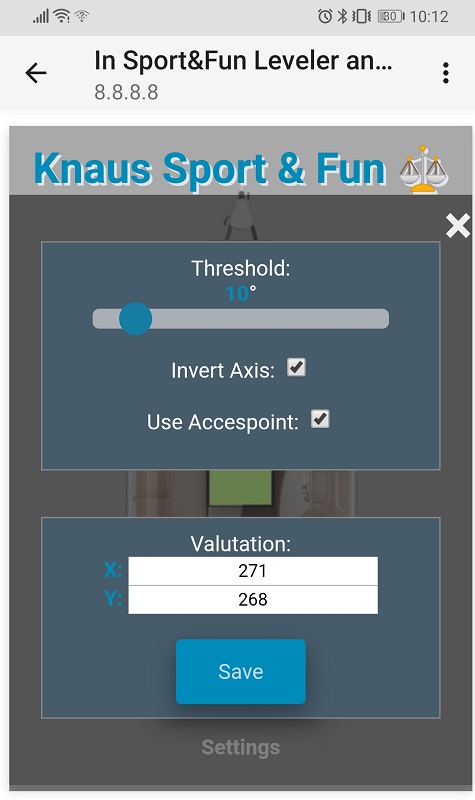 30 10:12
In Sport&Fun Leveler an...
8.8.8.8
Knaus Sport & Fun
Threshold:
10°
Invert Axis:
Use Accespoint:
Valutation:
X: 271
Y: 268
Save
Settings